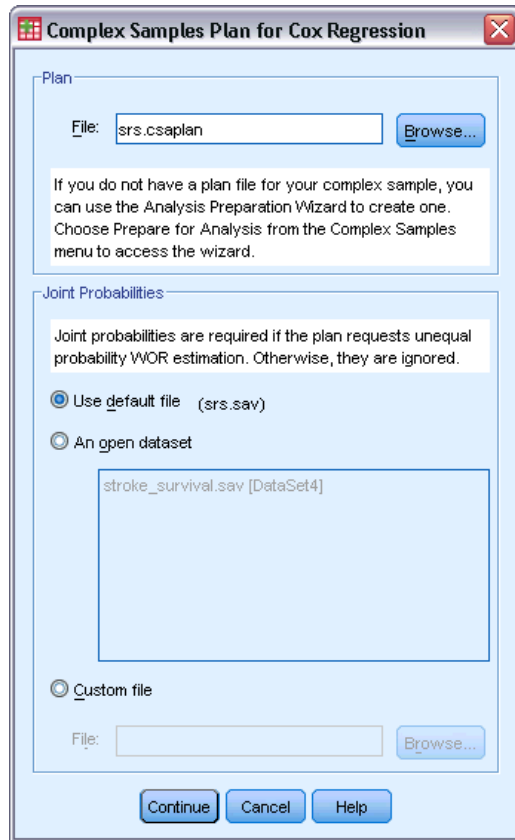 Complex Samples Plan for Cox Regression
Plan
File: srs.csaplan Browse...
If you do not have a plan file for your complex sample, you
can use the Analysis Preparation Wizard to create one.
Choose Prepare for Analysis from the Complex Samples
menu to access the wizard.
Joint Probabilities
Joint probabilities are required if the plan requests unequal
probability WOR estimation. Otherwise, they are ignored.
Use default file (srs.sav)
An open dataset
stroke_survival.sav [DataSet4]
Custom file
File: Browse...
Continue Cancel Help